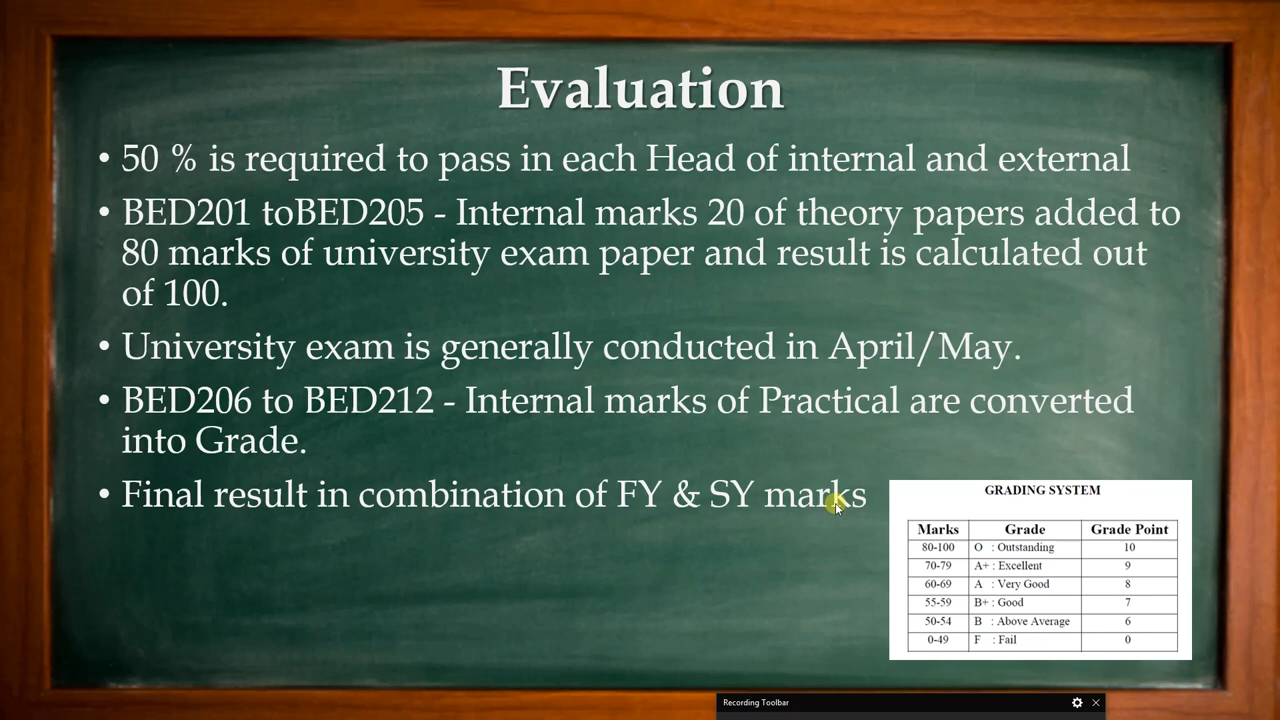 Evaluation
• 50 % is required to pass in each Head of internal and external
• BED201 toBED205 - Internal marks 20 of theory papers added to
80 marks of university exam paper and result is calculated out
of 100.
• University exam is generally conducted in April/May.
• BED206 to BED212 - Internal marks of Practical are converted
into Grade.
• Final result in combination of FY & SY marks
GRADING SYSTEM
Marks Grade Grade Point
80-100 O : Outstanding 10
70-79 A+ : Excellent 9
60-69 A : Very Good 8
55-59 B+ : Good 7
50-54 B : Above Average 6
0-49 F : Fail 0
Recording Toolbar